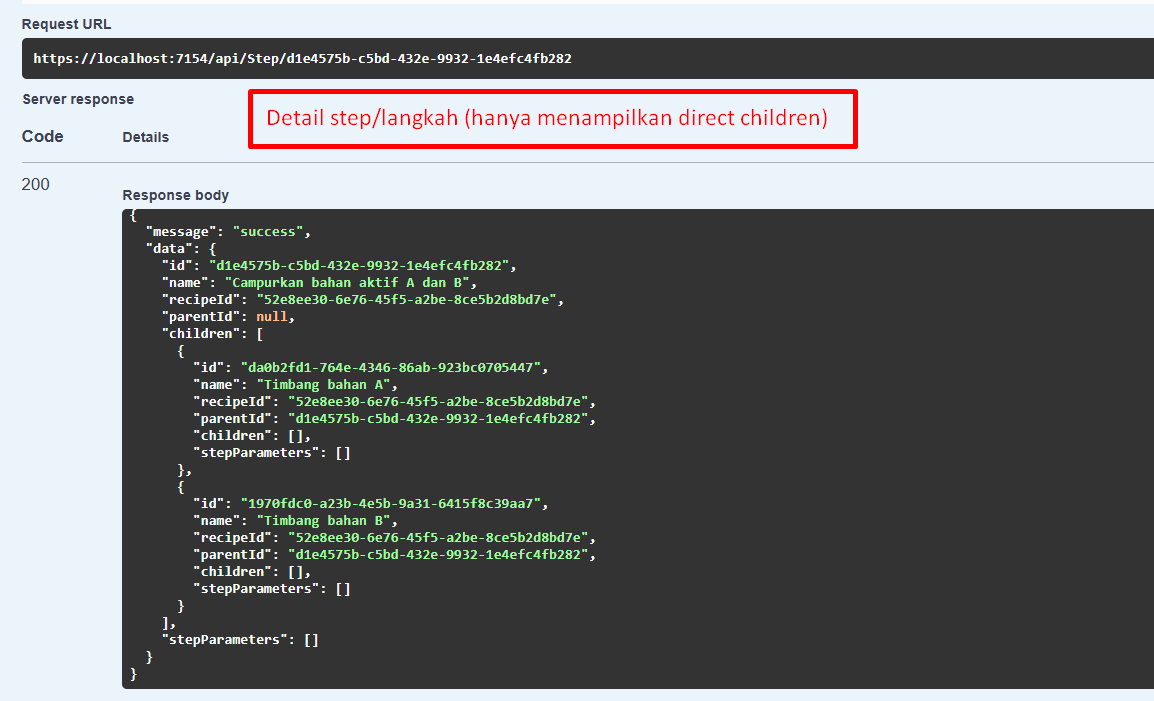 Request URL
https://localhost:7154/api/Step/d1e4575b-c5bd-432e-9932-1e4efc4fb282
Server response
Detail step/langkah (hanya menampilkan direct children)
Code Details
200
Response body
{
  "message": "success",
  "data": {
    "id": "d1e4575b-c5bd-432e-9932-1e4efc4fb282",
    "name": "Campurkan bahan aktif A dan B",
    "recipeId": "52e8ee30-6e76-45f5-a2be-8ce5b2d8bd7e",
    "parentId": null,
    "children": [
      {
        "id": "da0b2fd1-764e-4346-86ab-923bc0705447",
        "name": "Timbang bahan A",
        "recipeId": "52e8ee30-6e76-45f5-a2be-8ce5b2d8bd7e",
        "parentId": "d1e4575b-c5bd-432e-9932-1e4efc4fb282",
        "children": [],
        "stepParameters": []
      },
      {
        "id": "1970fdc0-a23b-4e5b-9a31-6415f8c39aa7",
        "name": "Timbang bahan B",
        "recipeId": "52e8ee30-6e76-45f5-a2be-8ce5b2d8bd7e",
        "parentId": "d1e4575b-c5bd-432e-9932-1e4efc4fb282",
        "children": [],
        "stepParameters": []
      }
    ],
    "stepParameters": []
  }
}